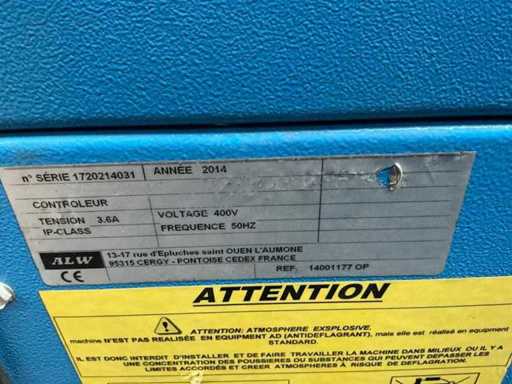 n° SÉRIE 1720214031 ANNÉE 2014
CONTROLEUR
TENSION 3.6A VOLTAGE 400V
IP-CLASS FREQUENCE 50HZ
ALW 13-17 rue d'Epluches saint OUEN L'AUMONE
95315 CERGY - PONTOISE CEDEX FRANCE
CE REF. 14001177 OP
ATTENTION
ATTENTION: ATMOSPHERE EXSPLOSIVE.
machine N'EST PAS RÉALISÉE EN EQUIPMENT AD (ANTIDEFLAGRANT), mais elle est réalisé en equipment
STANDARD.
IL EST DONC INTERDIT D'INSTALLER ET DE FAIRE TRAVAILLER LA MACHINE DANS MILIEUX OU IL Y A
UNE CONCENTRATION DES POUSSIERES OU DE SUBSTANCES QUI PEUVENT DEPASSER LES
LIMITES ACCORDÉS ET CREER ATMOSPHERES À RISQUE DE DEFLAGRATION.